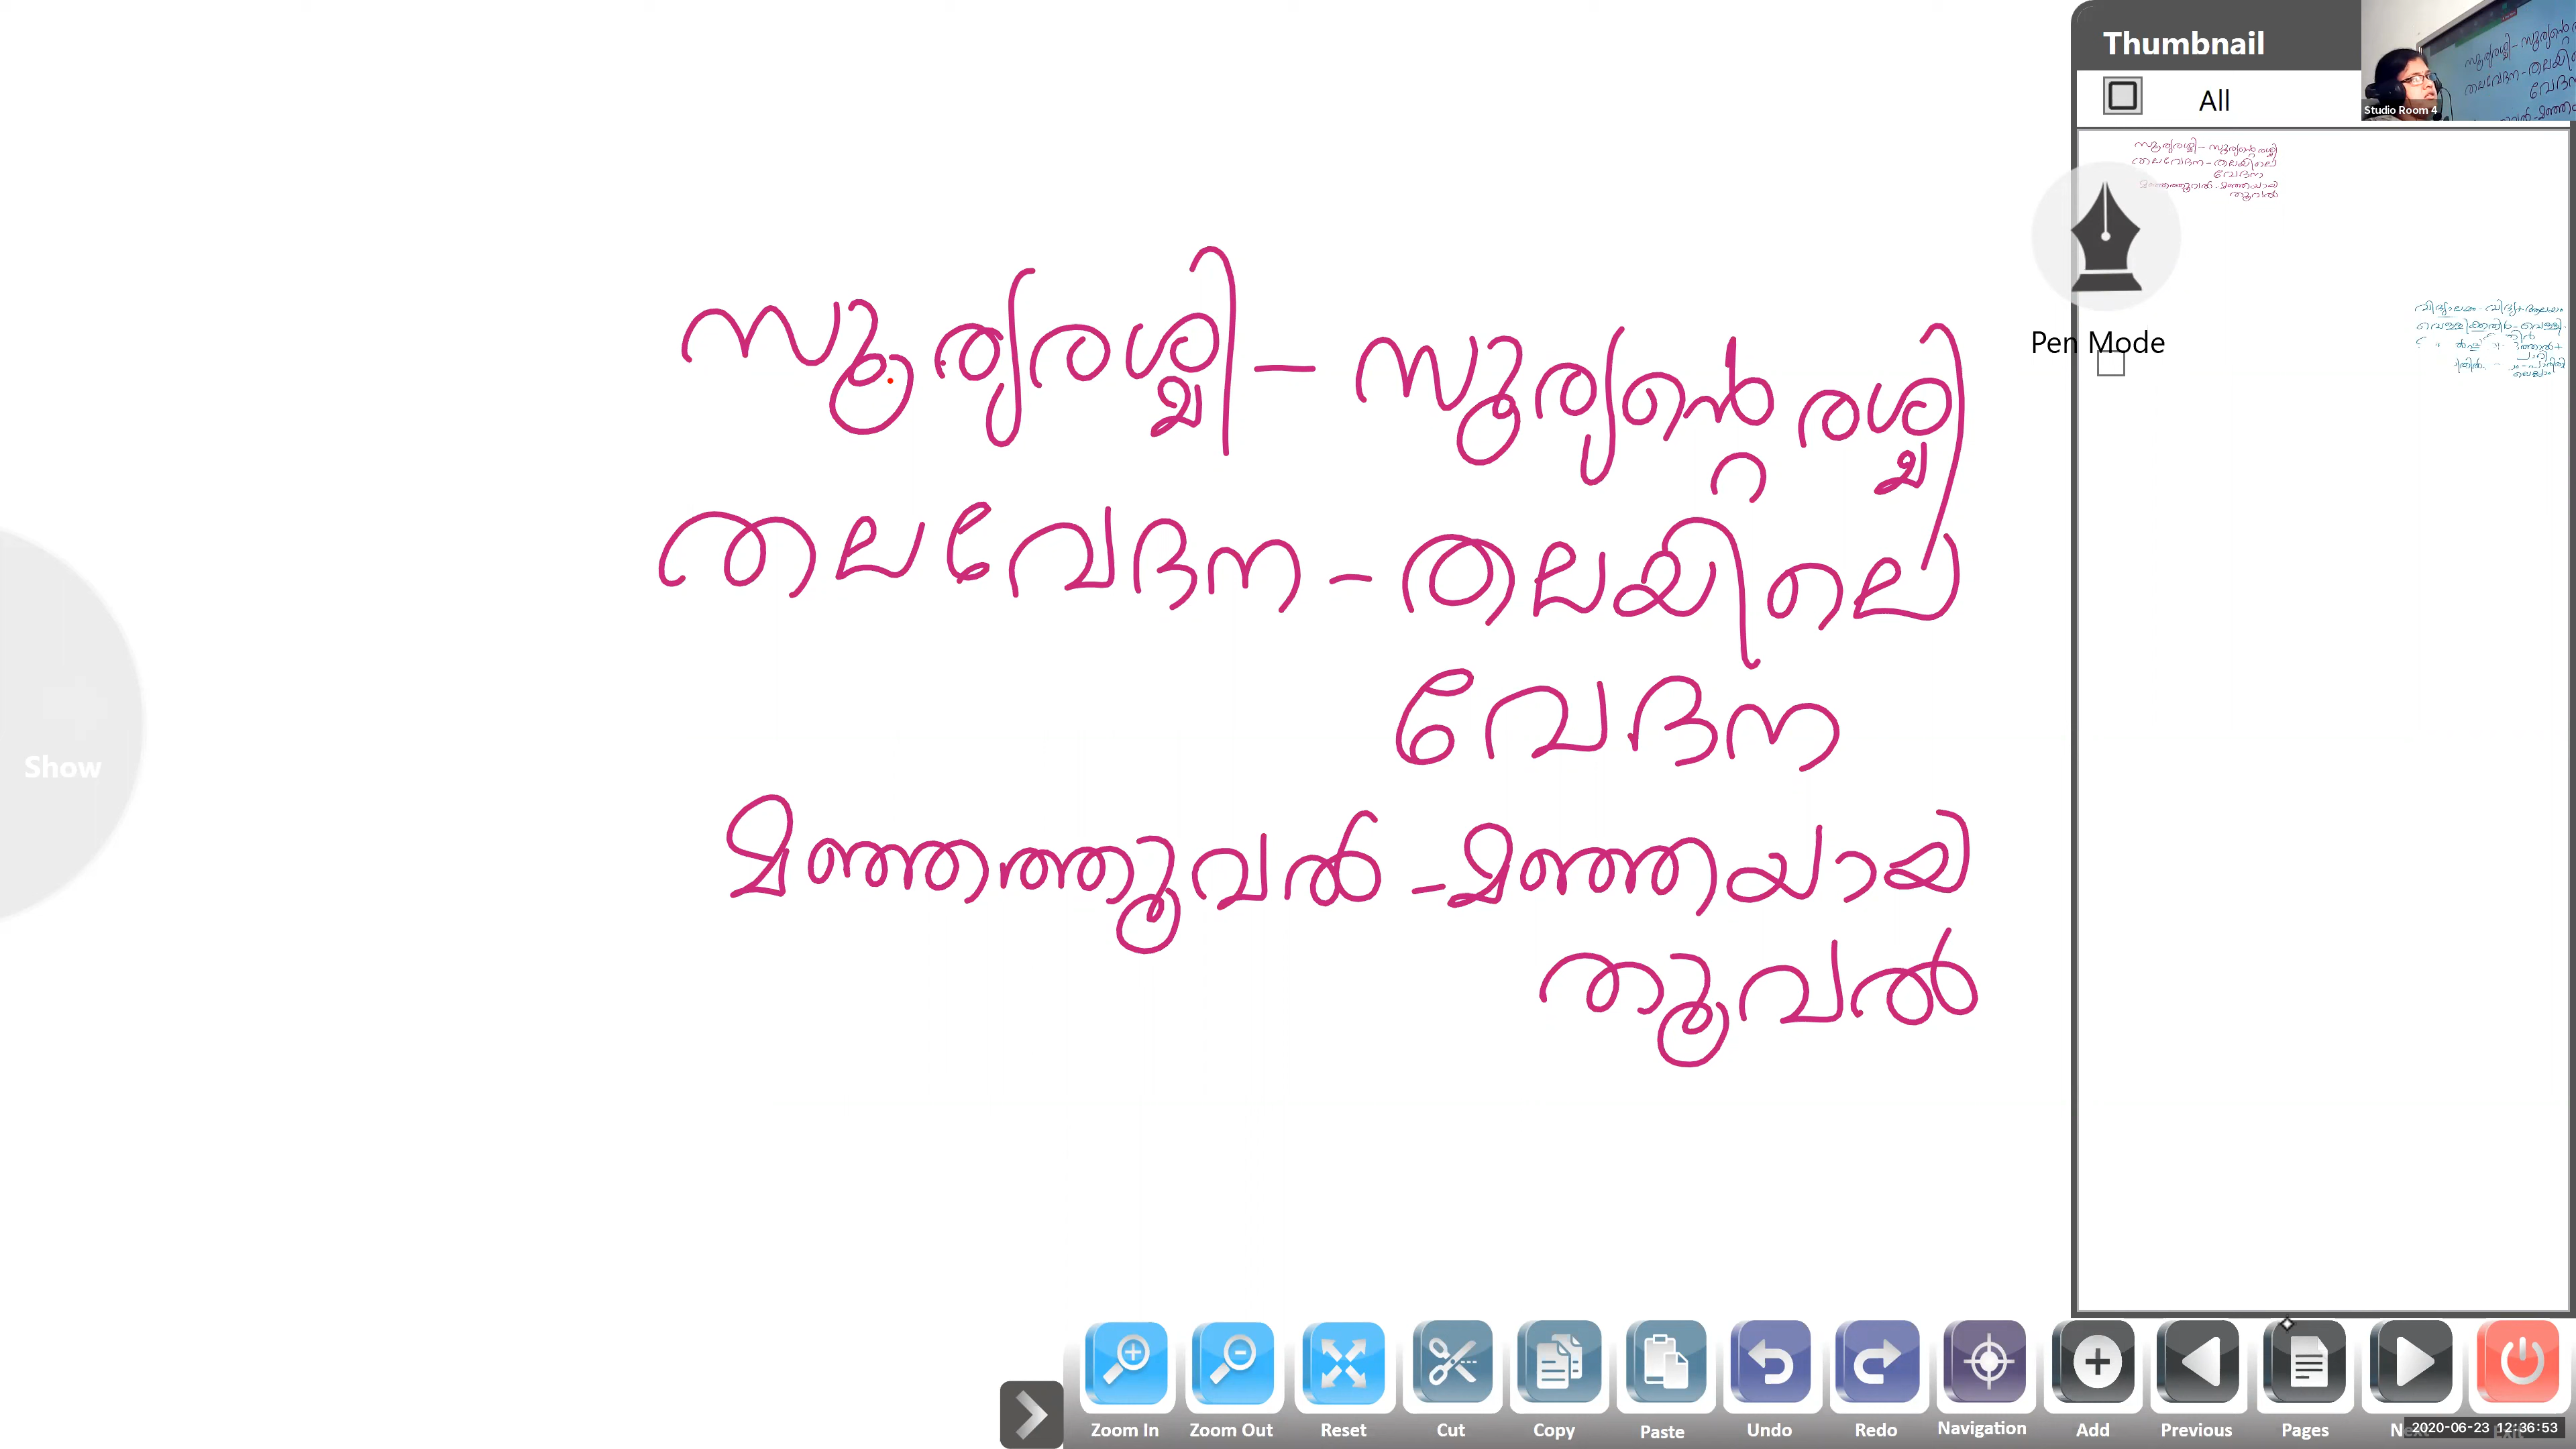 Thumbnail
All
Studio Room 4
സൂര്യരശ്മി – സൂര്യന്റെ രശ്മി
തലവേദന – തലയിലെ
വേദന
മഞ്ഞത്തൂവൽ – മഞ്ഞയായ
തൂവൽ
Pen Mode
Show
Zoom In Zoom Out Reset Cut Copy Paste Undo Redo Navigation Add Previous Pages
2020-06-23 12:36:53